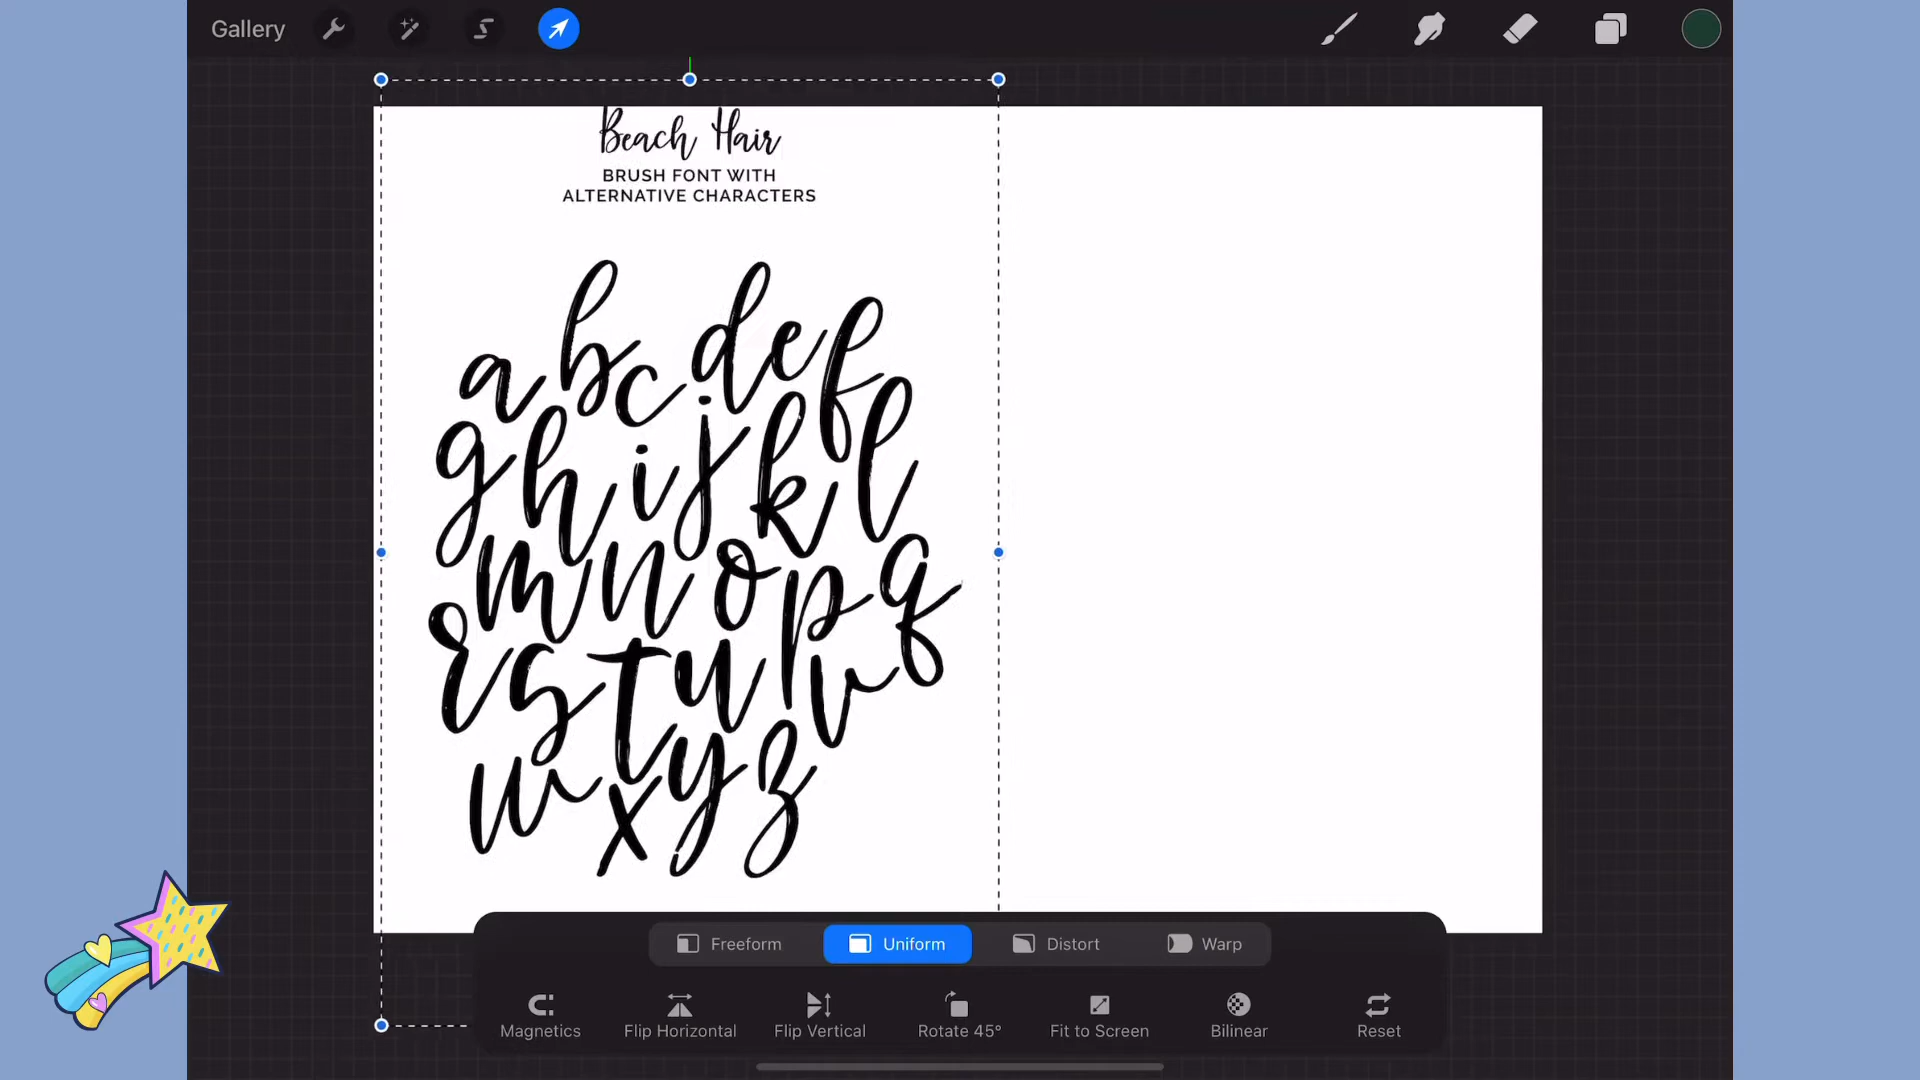 Gallery
Beach Hair
BRUSH FONT WITH
ALTERNATIVE CHARACTERS
a b c d e f
g h i j k l
m n o p q
r s t u v
w x y z
Freeform Uniform Distort Warp
Magnetics Flip Horizontal Flip Vertical Rotate 45° Fit to Screen Bilinear Reset